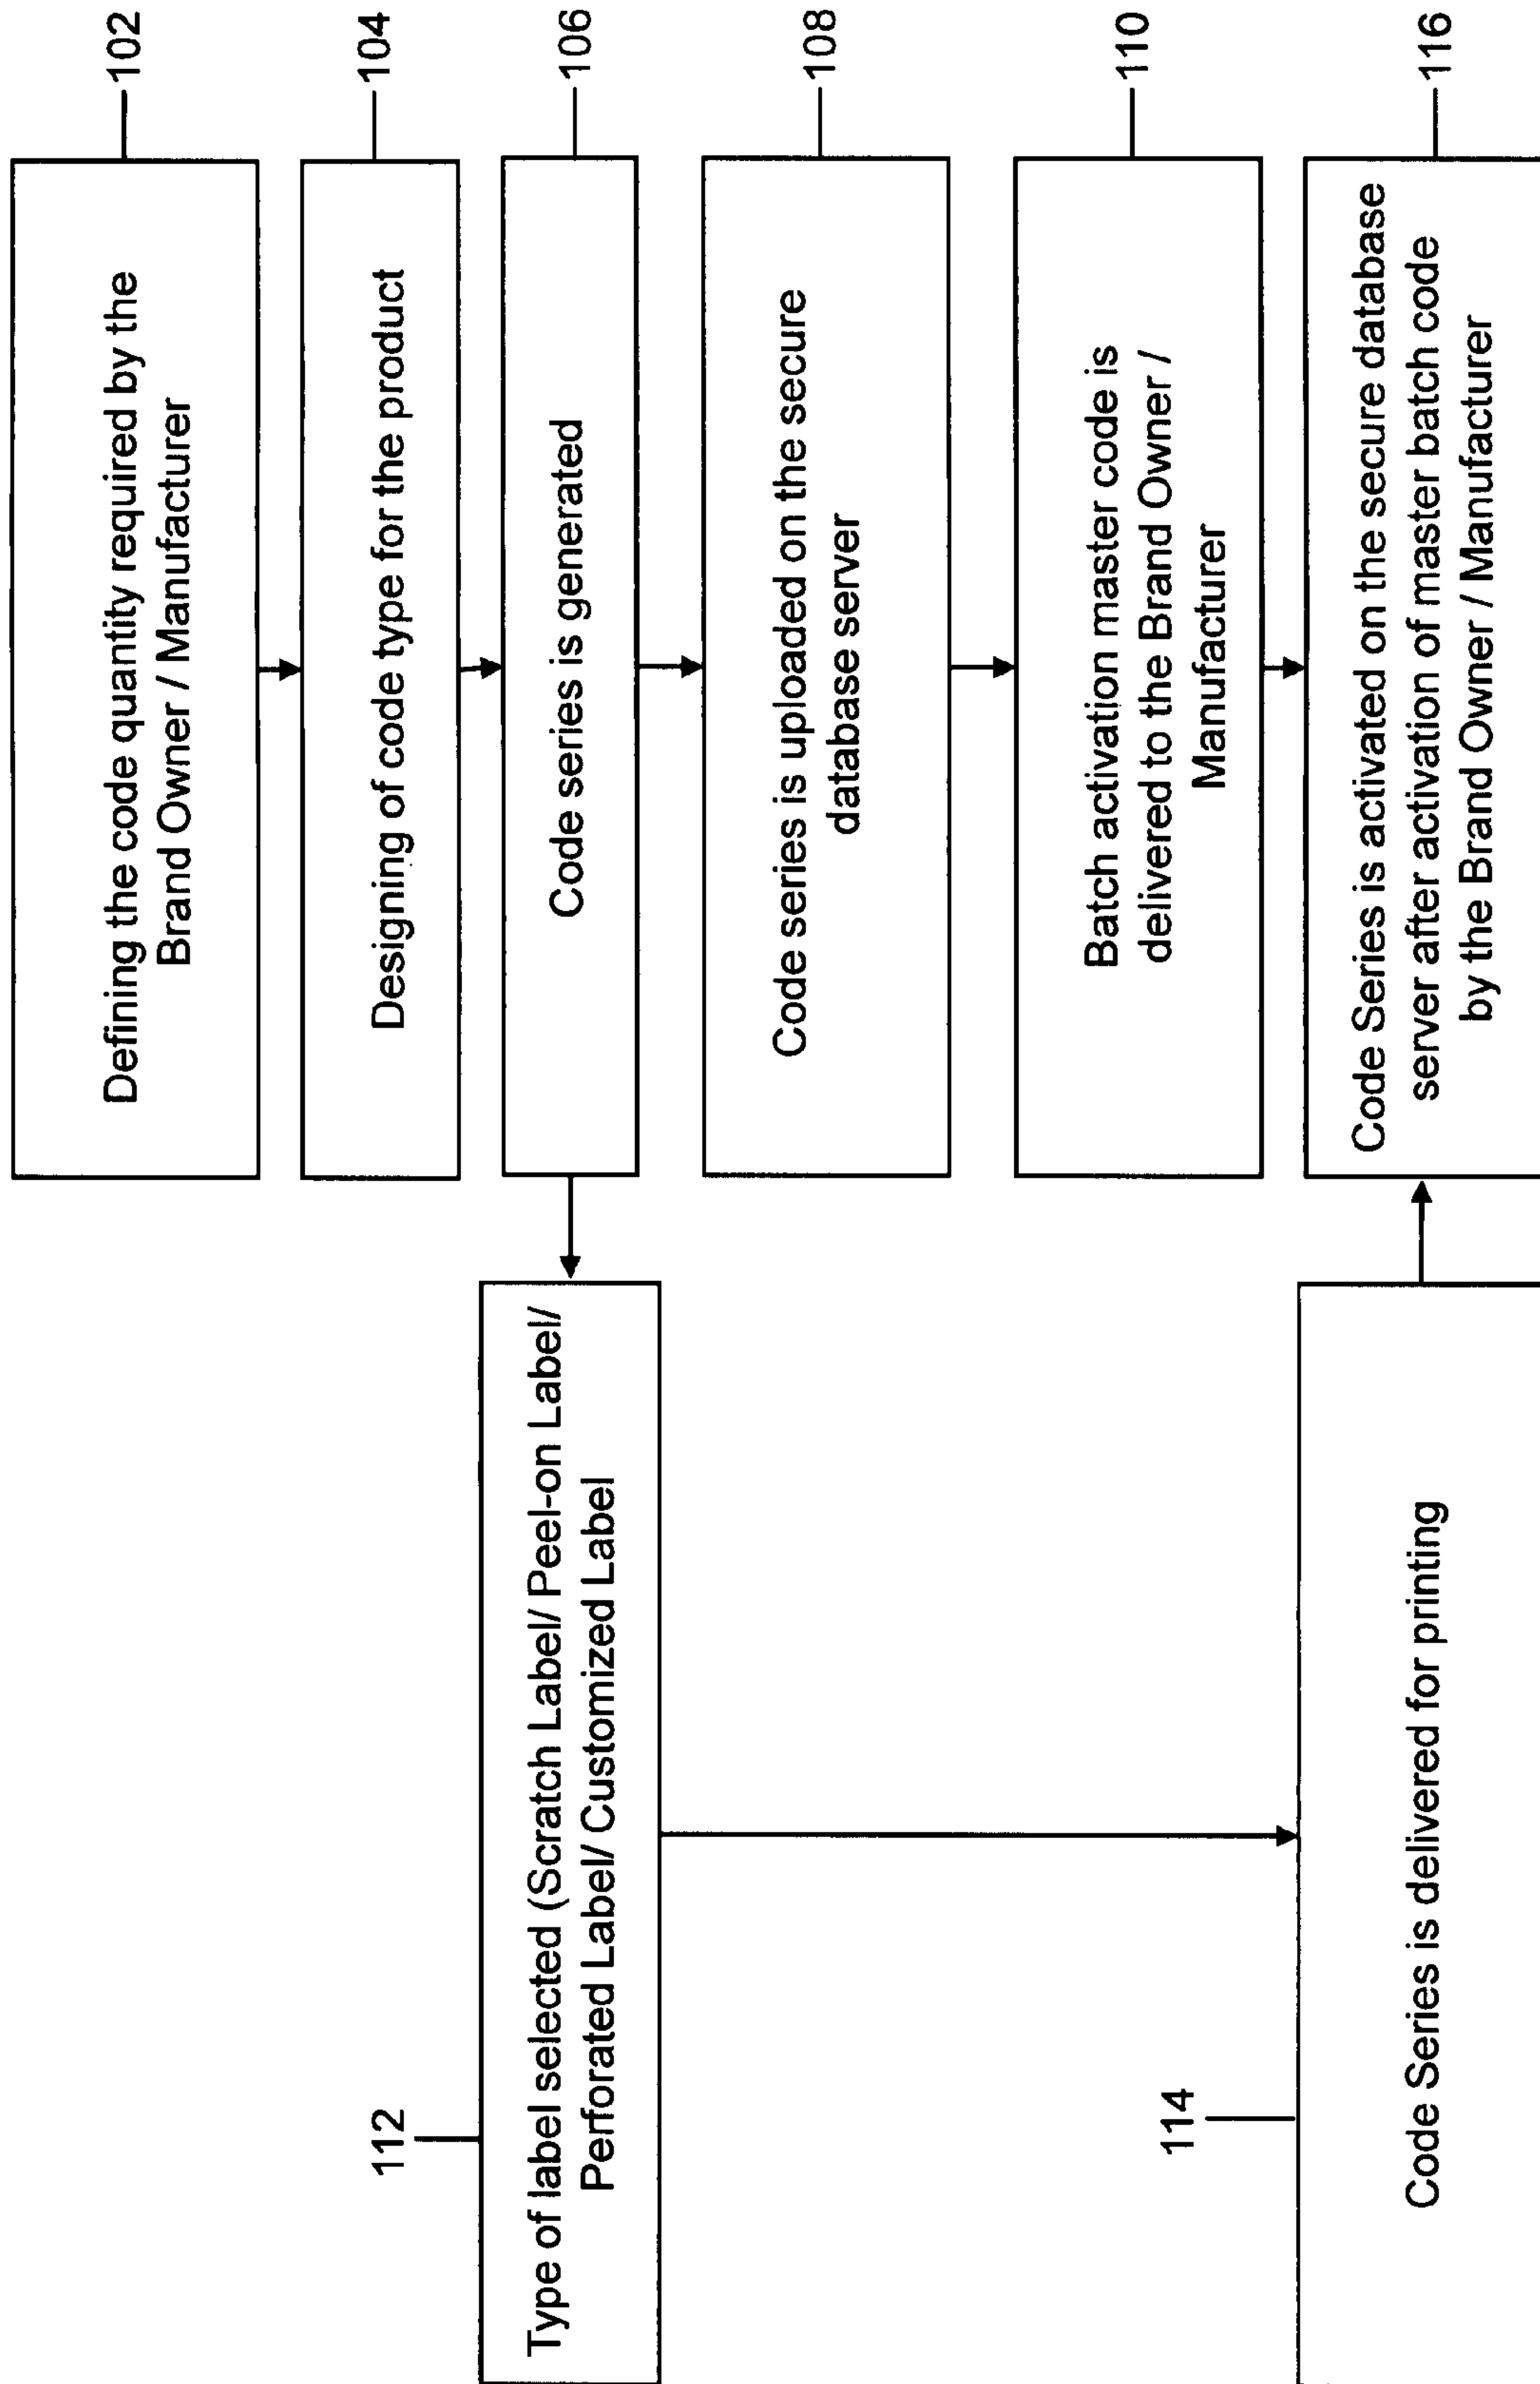 Defining the code quantity required by the
Brand Owner / Manufacturer
102
Designing of code type for the product
104
Code series is generated
106
Type of label selected (Scratch Label/ Peel-on Label/
Perforated Label/ Customized Label
112
Code series is uploaded on the secure
database server
108
Batch activation master code is
delivered to the Brand Owner /
Manufacturer
110
Code Series is delivered for printing
114
Code Series is activated on the secure database
server after activation of master batch code
by the Brand Owner / Manufacturer
116